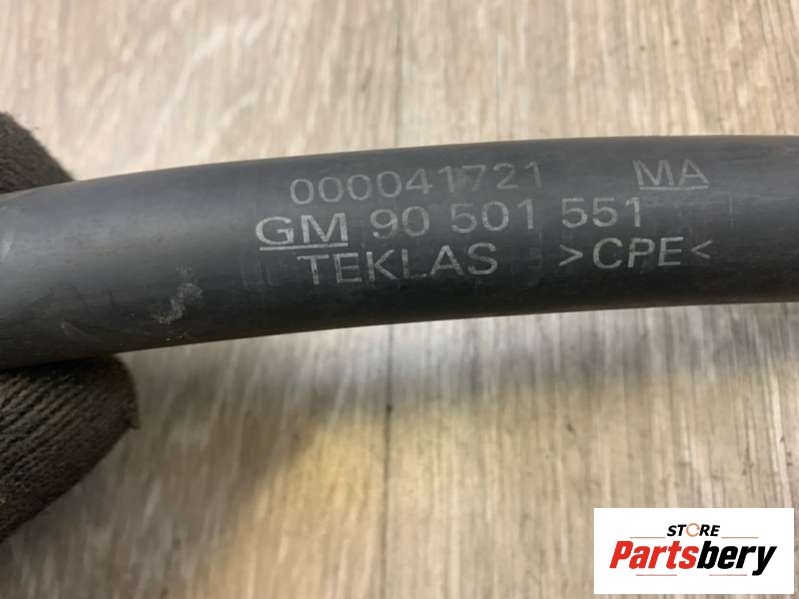 000041721 MA
GM 90 501 551
TEKLAS >CPE<
STORE
Partsbery